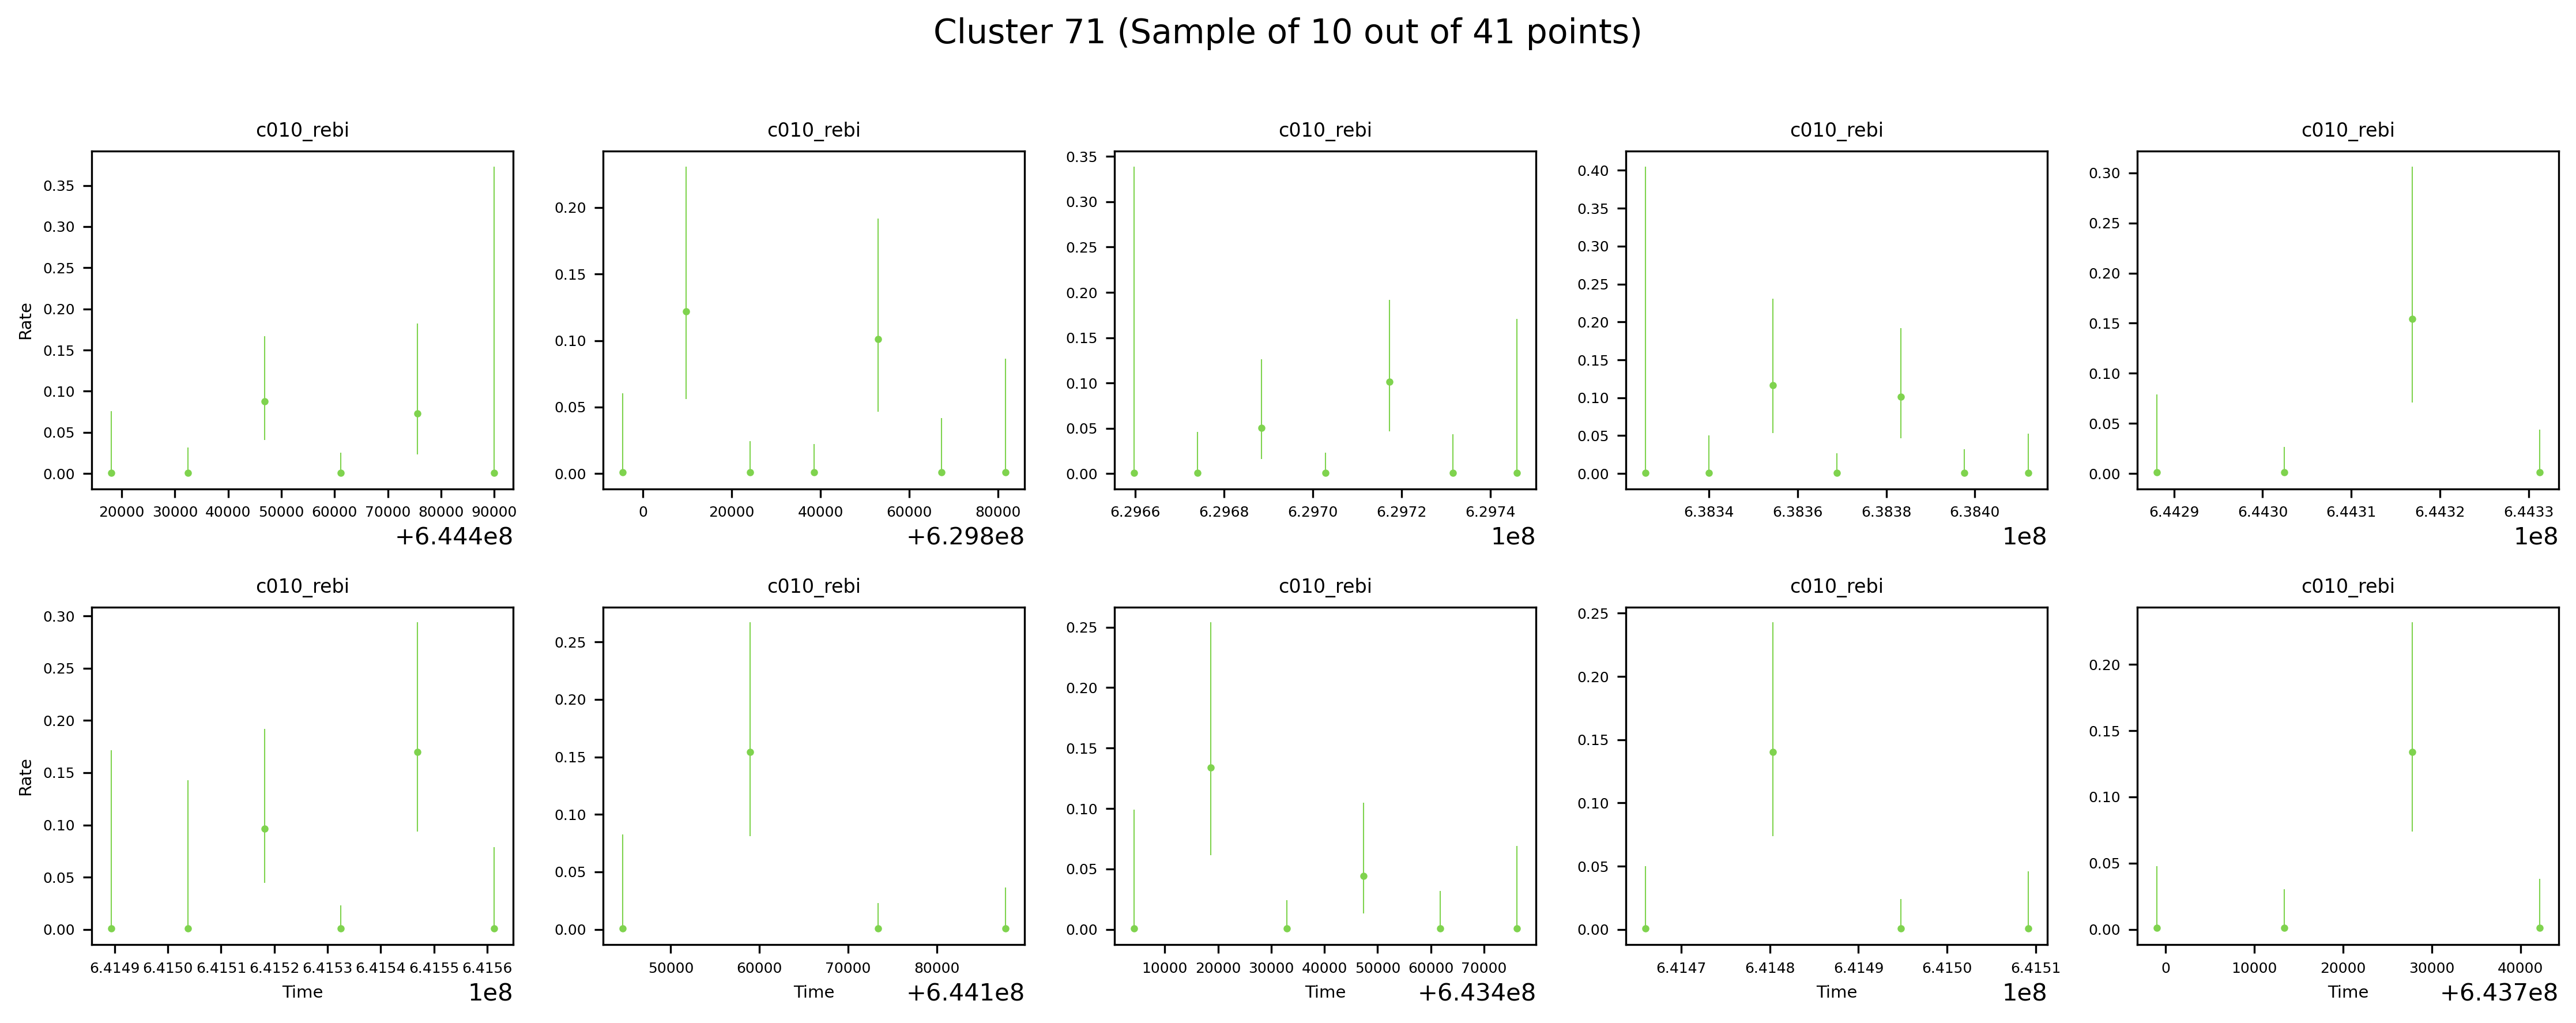 Cluster 71 (Sample of 10 out of 41 points)
c010_rebi
Rate
0.35
0.30
0.25
0.20
0.15
0.10
0.05
0.00
20000 30000 40000 50000 60000 70000 80000 90000
+6.444e8
c010_rebi
0.20
0.15
0.10
0.05
0.00
0 20000 40000 60000 80000
+6.298e8
c010_rebi
0.35
0.30
0.25
0.20
0.15
0.10
0.05
0.00
6.2966 6.2968 6.2970 6.2972 6.2974
1e8
c010_rebi
0.40
0.35
0.30
0.25
0.20
0.15
0.10
0.05
0.00
6.3834 6.3836 6.3838 6.3840
1e8
c010_rebi
0.30
0.25
0.20
0.15
0.10
0.05
0.00
6.4429 6.4430 6.4431 6.4432 6.4433
1e8
c010_rebi
Rate
0.30
0.25
0.20
0.15
0.10
0.05
0.00
6.4149 6.4150 6.4151 6.4152 6.4153 6.4154 6.4155 6.4156
Time
1e8
c010_rebi
0.25
0.20
0.15
0.10
0.05
0.00
50000 60000 70000 80000
Time
+6.441e8
c010_rebi
0.25
0.20
0.15
0.10
0.05
0.00
10000 20000 30000 40000 50000 60000 70000
Time
+6.434e8
c010_rebi
0.25
0.20
0.15
0.10
0.05
0.00
6.4147 6.4148 6.4149 6.4150 6.4151
Time
1e8
c010_rebi
0.20
0.15
0.10
0.05
0.00
0 10000 20000 30000 40000
Time
+6.437e8